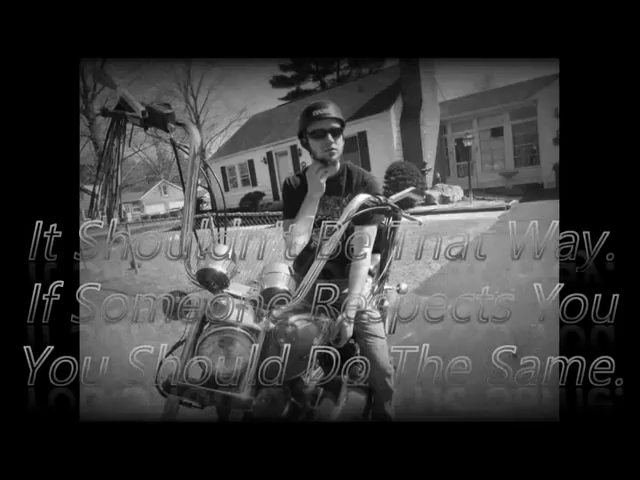 It Shouldn't Be That Way.
If Someone Respects You
You Should Do The Same.